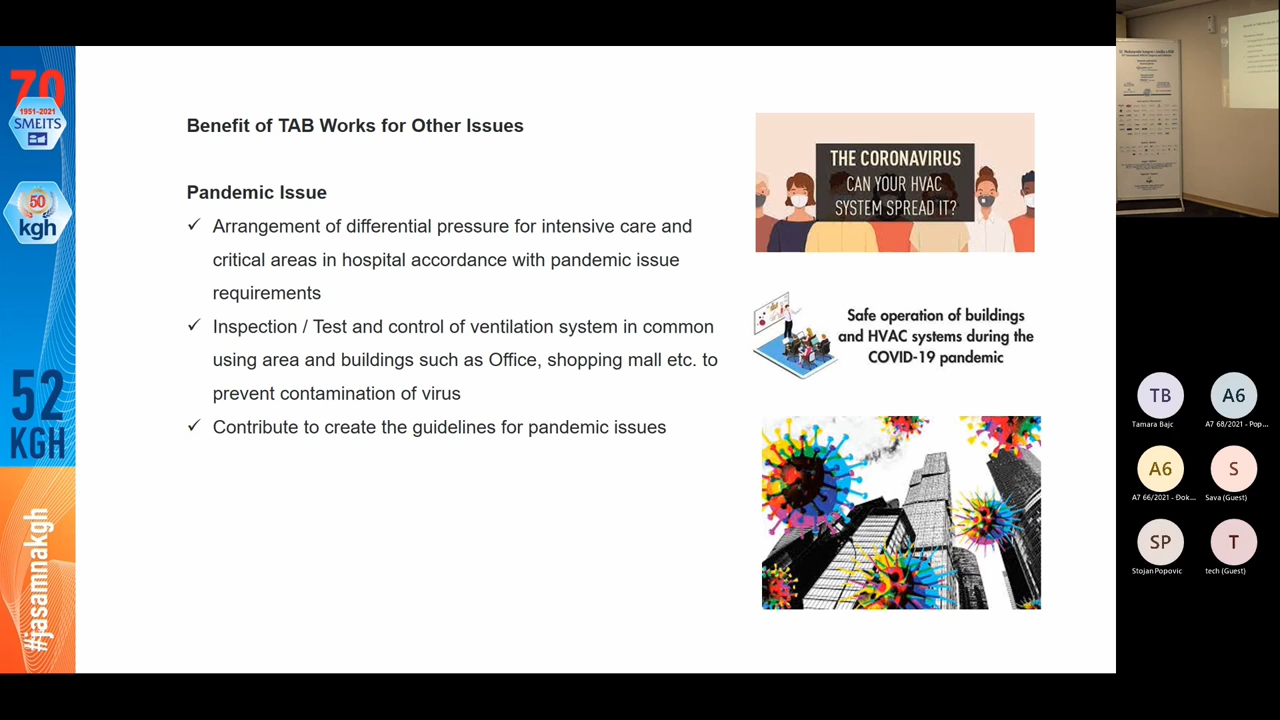 70
1951-2021
SMEITS
50
kgh
52
KGH
#jasamnakgh
Benefit of TAB Works for Other Issues
Pandemic Issue
✓ Arrangement of differential pressure for intensive care and
critical areas in hospital accordance with pandemic issue
requirements
✓ Inspection / Test and control of ventilation system in common
using area and buildings such as Office, shopping mall etc. to
prevent contamination of virus
✓ Contribute to create the guidelines for pandemic issues
THE CORONAVIRUS
CAN YOUR HVAC
SYSTEM SPREAD IT?
Safe operation of buildings
and HVAC systems during the
COVID-19 pandemic
TB
Tamara Bajc
A6
A7 68/2021 - Pop...
A6
A7 66/2021 - Đok...
S
Sava (Guest)
SP
Stojan Popovic
T
tech (Guest)